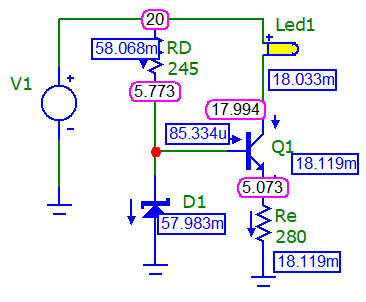 20
Led1
58.068m
RD
245
V1
5.773
18.033m
17.994
85.334u
Q1
18.119m
5.073
D1
57.983m
Re
280
18.119m